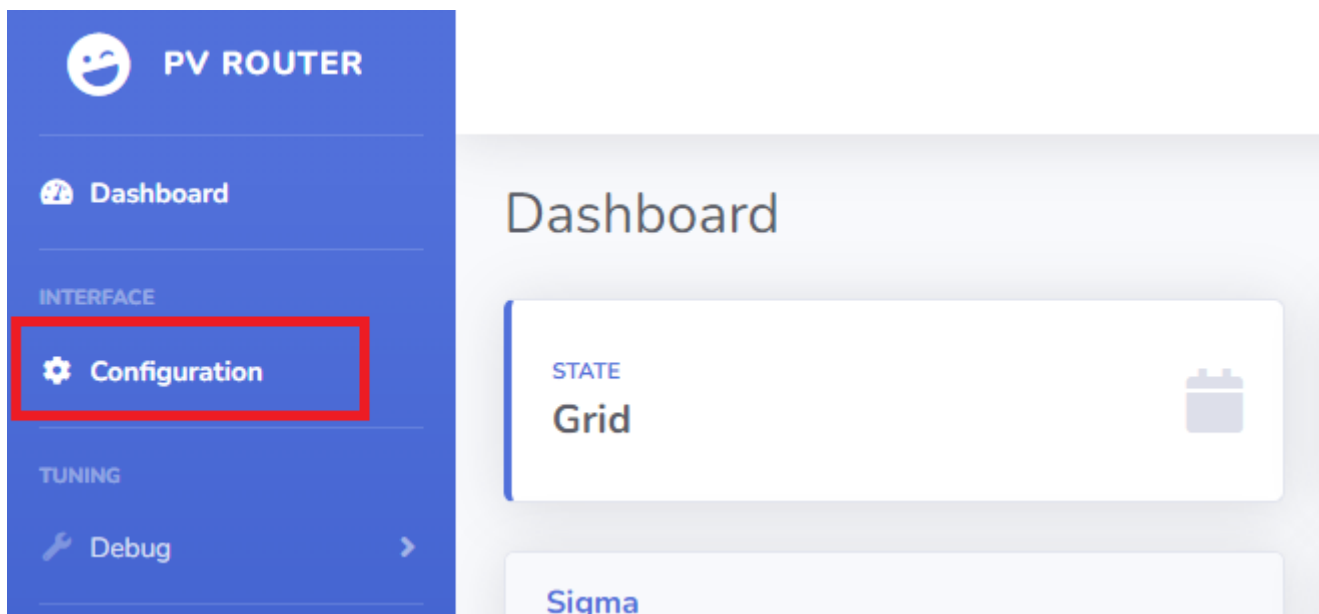 PV ROUTER
Dashboard
INTERFACE
Configuration
TUNING
Debug
Dashboard
STATE
Grid
Sigma